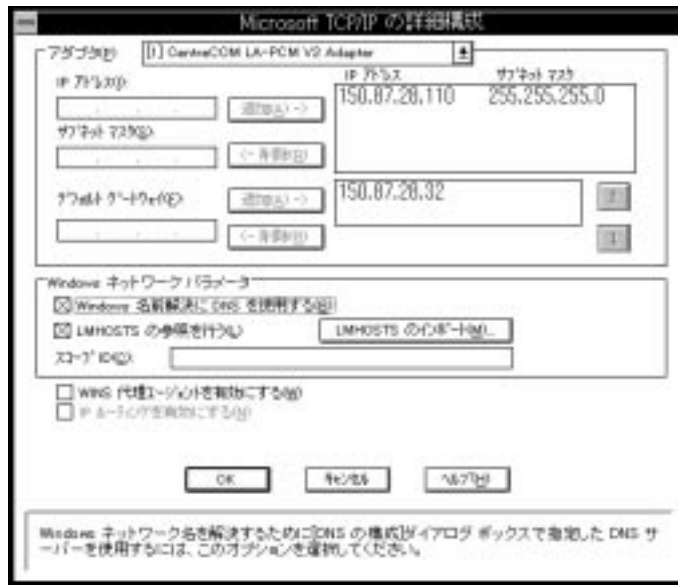 Microsoft TCP/IP の詳細構成
アダプタ(P)
[1] CentreCOM LA-PCM V2 Adapter
IP アドレス(I):
IP アドレス
サブネット マスク
追加(A) ->
150.87.28.110
255.255.255.0
サブネット マスク(S):
<- 削除(R)
デフォルト ゲートウェイ(E):
追加(A) ->
150.87.28.32
<- 削除(R)
Windows ネットワーク パラメータ
Windows 名前解決に DNS を使用する(B)
LMHOSTS の参照を行う(L)
LMHOSTS のインポート(M)...
スコープ ID(C):
WINS 代理エージェントを有効にする(W)
IP ルーティングを有効にする(N)
OK
キャンセル
ヘルプ(H)
Windows ネットワーク名を解決するために[DNS の構成]ダイアログ ボックスで指定した DNS サ
ーバーを使用するには、このオプションを選択してください。